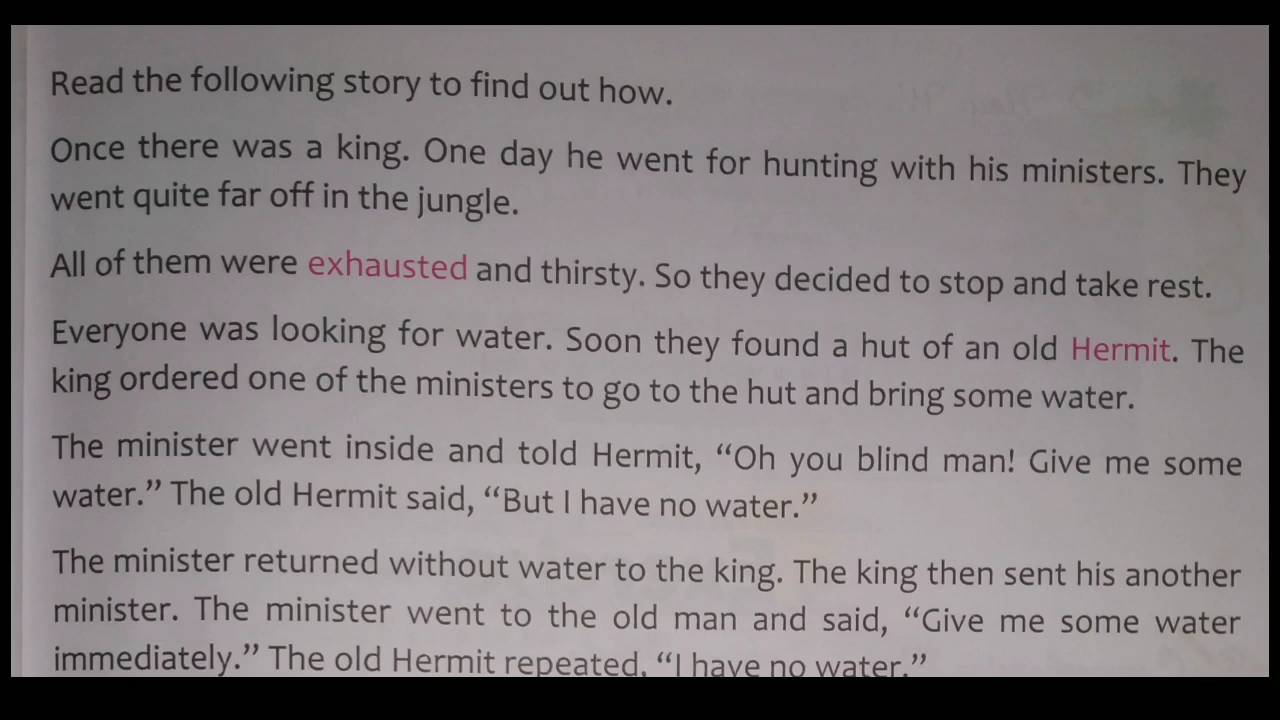 Read the following story to find out how.
Once there was a king. One day he went for hunting with his ministers. They
went quite far off in the jungle.
All of them were exhausted and thirsty. So they decided to stop and take rest.
Everyone was looking for water. Soon they found a hut of an old Hermit. The
king ordered one of the ministers to go to the hut and bring some water.
The minister went inside and told Hermit, “Oh you blind man! Give me some
water.” The old Hermit said, “But I have no water.”
The minister returned without water to the king. The king then sent his another
minister. The minister went to the old man and said, “Give me some water
immediately.” The old Hermit repeated, “I have no water.”